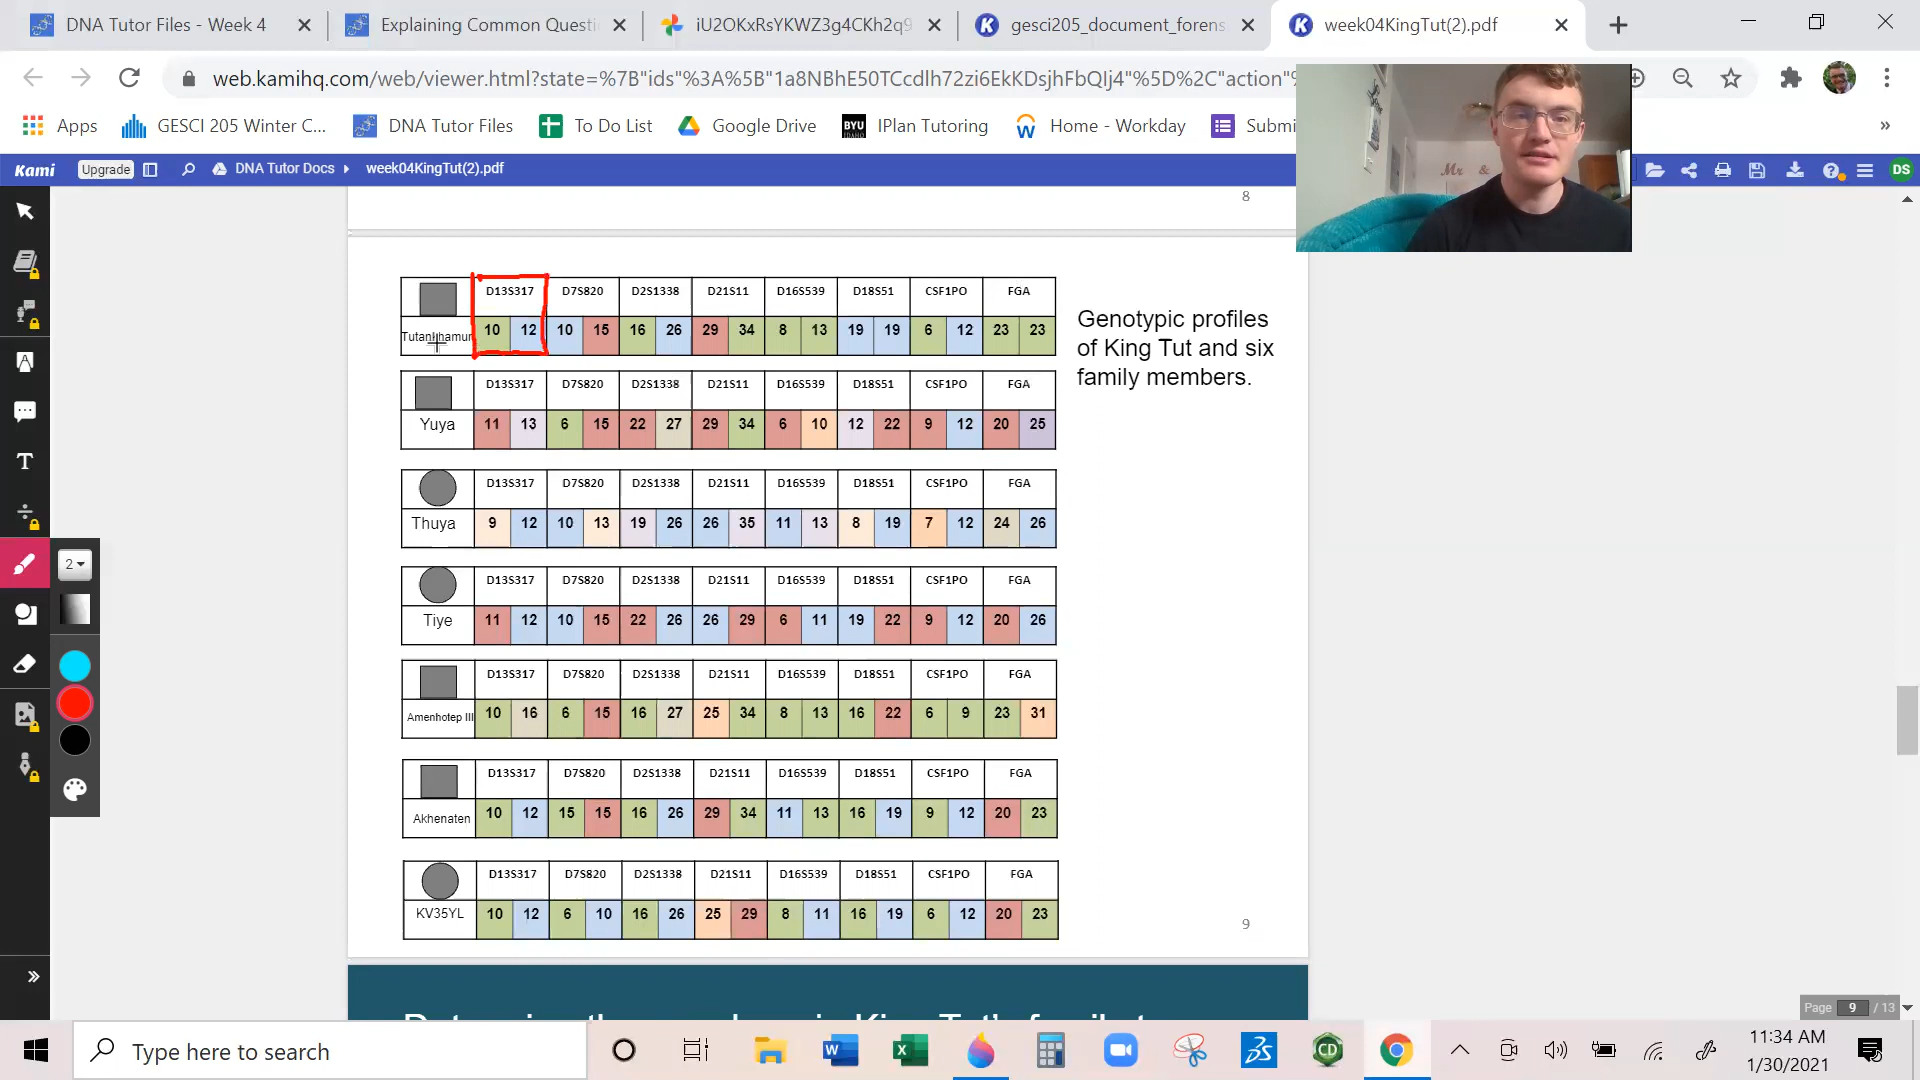 DNA Tutor Files - Week 4
Explaining Common Questi
iU2OKxRsYKWZ3g4CKh2q9
gesci205_document_forens
week04KingTut(2).pdf
web.kamihq.com/web/viewer.html?state=%7B"ids"%3A%5B"1a8NBhE50TCcdlh72zi6EkKDsjhFbQlj4"%5D%2C"action"%
Apps
GESCI 205 Winter C...
DNA Tutor Files
To Do List
Google Drive
BYU IPlan Tutoring
Home - Workday
Submi
»
Kami
Upgrade
DNA Tutor Docs
week04KingTut(2).pdf
DS
Mr &
8
D13S317 D7S820 D2S1338 D21S11 D16S539 D18S51 CSF1PO FGA
10 12 10 15 16 26 29 34 8 13 19 19 6 12 23 23
Genotypic profiles
of King Tut and six
family members.
D13S317 D7S820 D2S1338 D21S11 D16S539 D18S51 CSF1PO FGA
Yuya 11 13 6 15 22 27 29 34 6 10 12 22 9 12 20 25
D13S317 D7S820 D2S1338 D21S11 D16S539 D18S51 CSF1PO FGA
Thuya 9 12 10 13 19 26 26 35 11 13 8 19 7 12 24 26
D13S317 D7S820 D2S1338 D21S11 D16S539 D18S51 CSF1PO FGA
Tiye 11 12 10 15 22 26 26 29 6 11 19 22 9 12 20 26
D13S317 D7S820 D2S1338 D21S11 D16S539 D18S51 CSF1PO FGA
Amenhotep III 10 16 6 15 16 27 25 34 8 13 16 22 6 9 23 31
D13S317 D7S820 D2S1338 D21S11 D16S539 D18S51 CSF1PO FGA
Akhenaten 10 12 15 15 16 26 29 34 11 13 16 19 9 12 20 23
D13S317 D7S820 D2S1338 D21S11 D16S539 D18S51 CSF1PO FGA
KV35YL 10 12 6 10 16 26 25 29 8 11 16 19 6 12 20 23
9
2
T
A
Page 9 / 13
Type here to search
CD
11:34 AM
1/30/2021